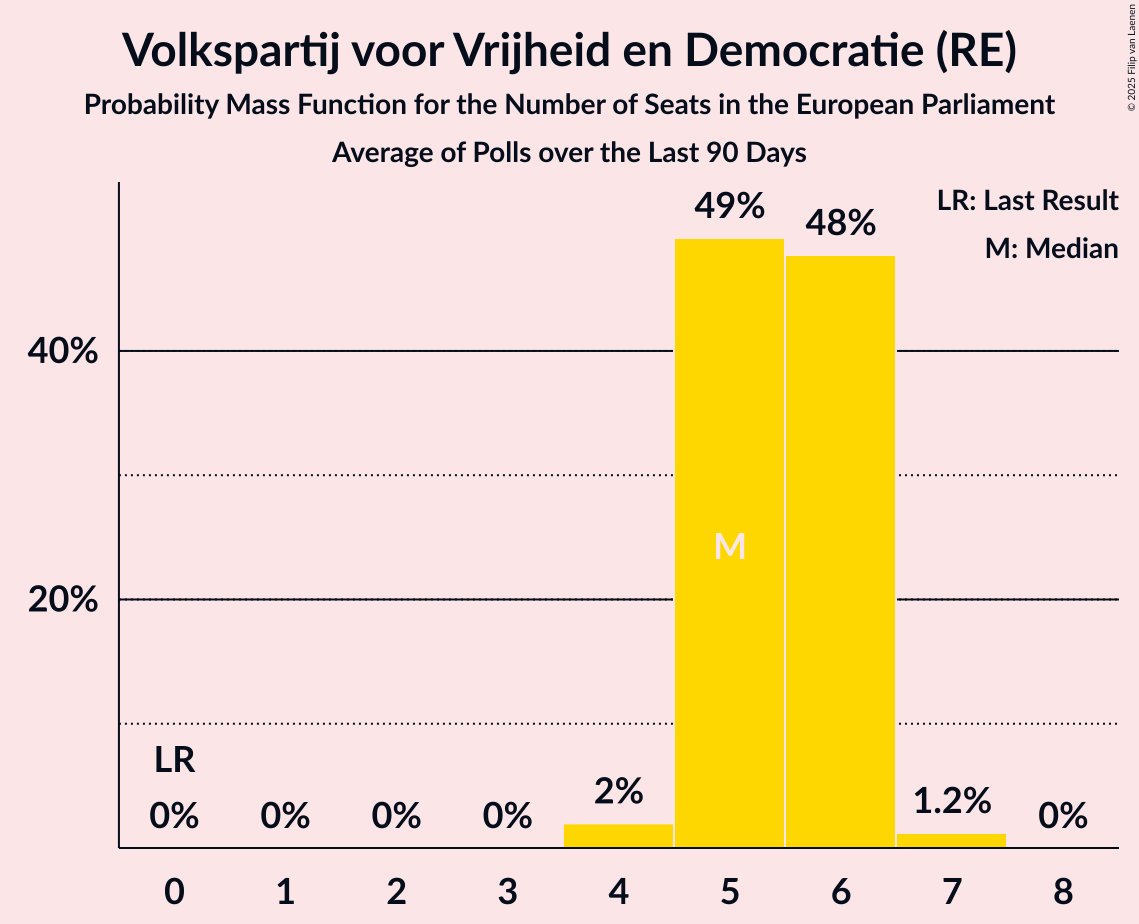 Volkspartij voor Vrijheid en Democratie (RE)
Probability Mass Function for the Number of Seats in the European Parliament
Average of Polls over the Last 90 Days
© 2025 Filip van Laenen
LR: Last Result
M: Median
49%
48%
40%
M
20%
LR
0%
0%
0%
0%
2%
1.2%
0%
0
1
2
3
4
5
6
7
8